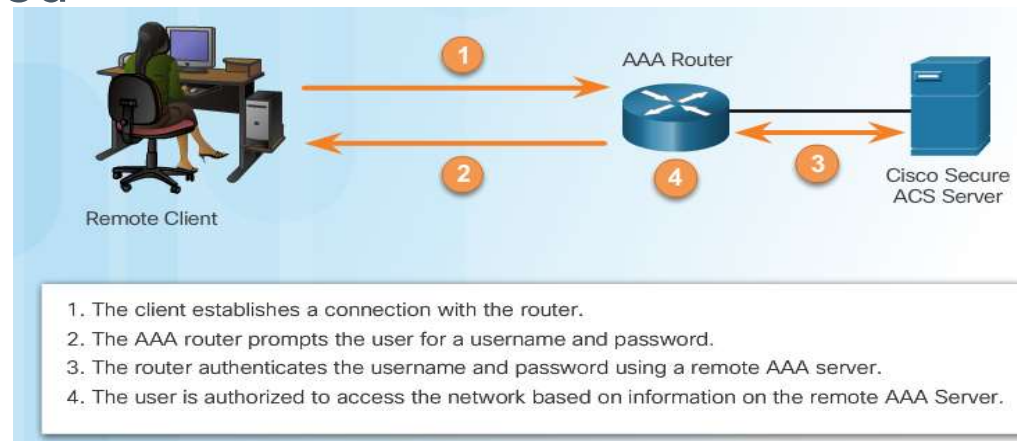 1
AAA Router
2
4
3
Cisco Secure
ACS Server
Remote Client
1. The client establishes a connection with the router.
2. The AAA router prompts the user for a username and password.
3. The router authenticates the username and password using a remote AAA server.
4. The user is authorized to access the network based on information on the remote AAA Server.